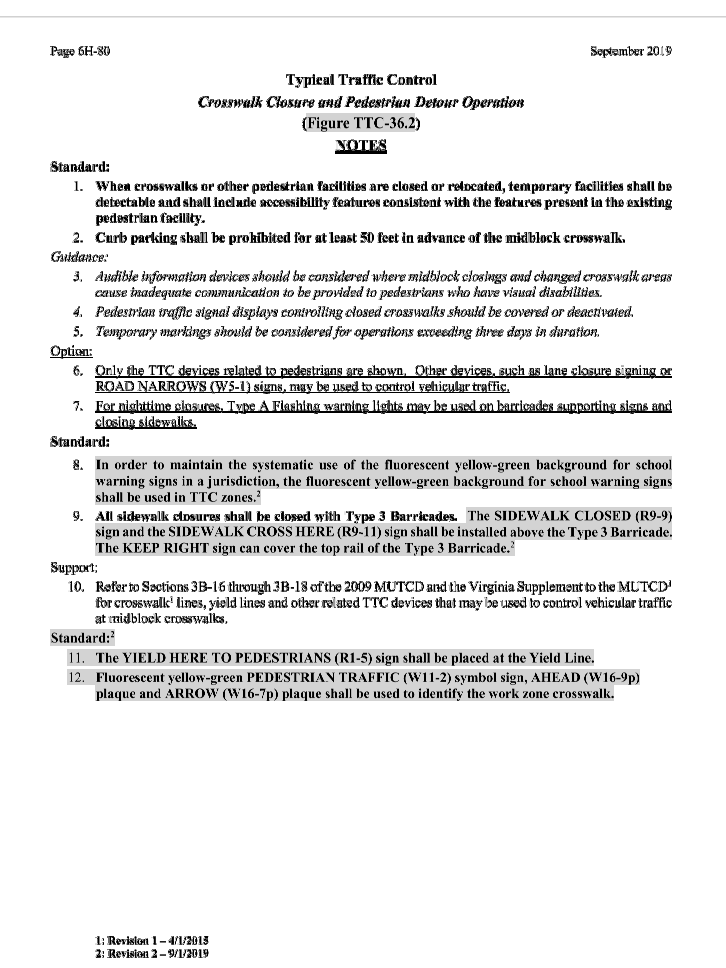 Page 6H-80 September 2019
Typical Traffic Control
Crosswalk Closure and Pedestrian Detour Operation
(Figure TTC-36.2)
NOTES
Standard:
1. When crosswalks or other pedestrian facilities are closed or relocated, temporary facilities shall be
detectable and shall include accessibility features consistent with the features present in the existing
pedestrian facility.
2. Curb parking shall be prohibited for at least 50 feet in advance of the midblock crosswalk.
Guidance:
3. Audible information devices should be considered where midblock closings and changed crosswalk areas
cause inadequate communication to be provided to pedestrians who have visual disabilities.
4. Pedestrian traffic signal displays controlling closed crosswalks should be covered or deactivated.
5. Temporary markings should be considered for operations exceeding three days in duration.
Option:
6. Only the TTC devices related to pedestrians are shown. Other devices, such as lane closure signing or
ROAD NARROWS (W5-1) signs, may be used to control vehicular traffic.
7. For nighttime closures, Type A Flashing warning lights may be used on barricades supporting signs and
closing sidewalks.
Standard:
8. In order to maintain the systematic use of the fluorescent yellow-green background for school
warning signs in a jurisdiction, the fluorescent yellow-green background for school warning signs
shall be used in TTC zones.²
9. All sidewalk closures shall be closed with Type 3 Barricades. The SIDEWALK CLOSED (R9-9)
sign and the SIDEWALK CROSS HERE (R9-11) sign shall be installed above the Type 3 Barricade.
The KEEP RIGHT sign can cover the top rail of the Type 3 Barricade.²
Support:
10. Refer to Sections 3B-16 through 3B-18 of the 2009 MUTCD and the Virginia Supplement to the MUTCD¹
for crosswalk¹ lines, yield lines and other related TTC devices that may be used to control vehicular traffic
at midblock crosswalks.
Standard:²
11. The YIELD HERE TO PEDESTRIANS (R1-5) sign shall be placed at the Yield Line.
12. Fluorescent yellow-green PEDESTRIAN TRAFFIC (W11-2) symbol sign, AHEAD (W16-9p)
plaque and ARROW (W16-7p) plaque shall be used to identify the work zone crosswalk.
1: Revision 1 – 4/1/2015
2: Revision 2 – 9/1/2019